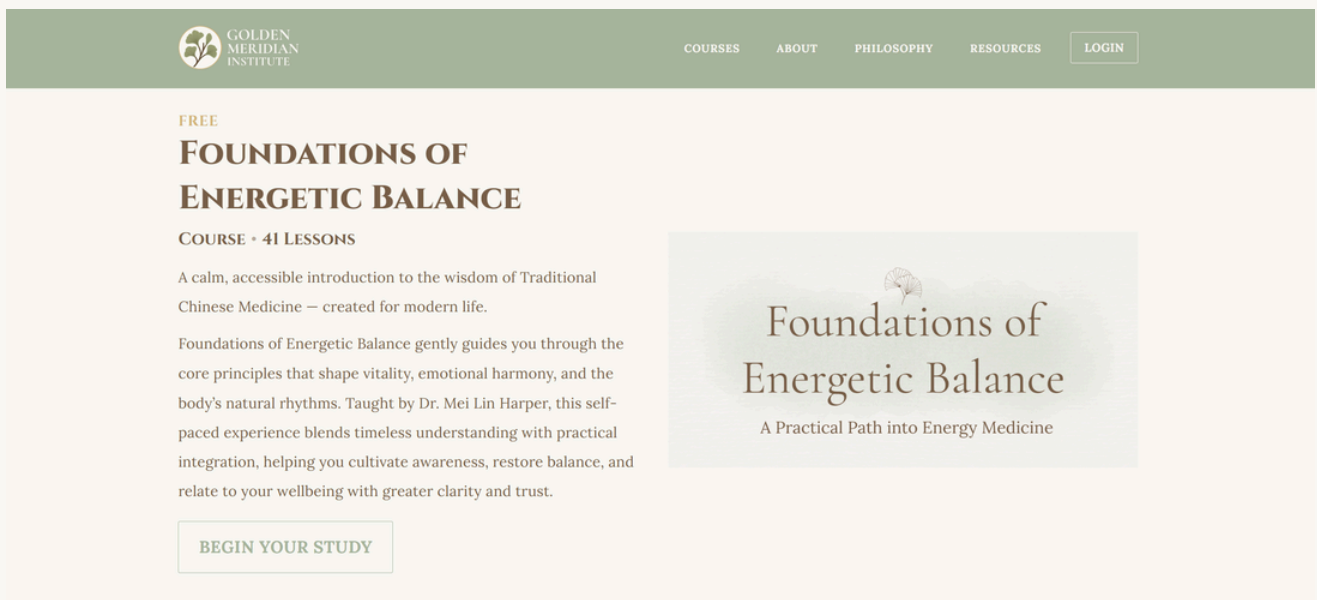 GOLDEN
MERIDIAN
INSTITUTE
COURSES
ABOUT
PHILOSOPHY
RESOURCES
LOGIN
FREE
Foundations of
Energetic Balance
Course • 41 Lessons
A calm, accessible introduction to the wisdom of Traditional
Chinese Medicine — created for modern life.
Foundations of Energetic Balance gently guides you through the
core principles that shape vitality, emotional harmony, and the
body’s natural rhythms. Taught by Dr. Mei Lin Harper, this self-
paced experience blends timeless understanding with practical
integration, helping you cultivate awareness, restore balance, and
relate to your wellbeing with greater clarity and trust.
BEGIN YOUR STUDY
Foundations of
Energetic Balance
A Practical Path into Energy Medicine